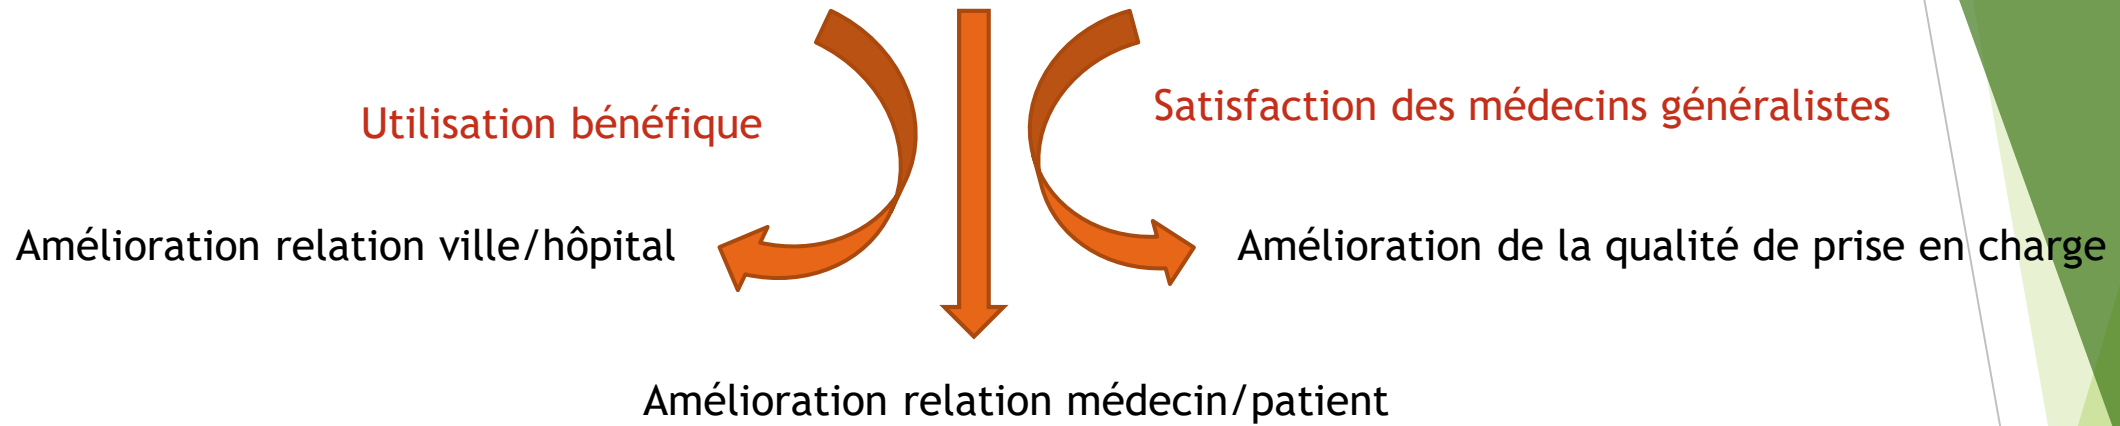 Utilisation bénéfique
Satisfaction des médecins généralistes
Amélioration relation ville/hôpital
Amélioration de la qualité de prise en charge
Amélioration relation médecin/patient